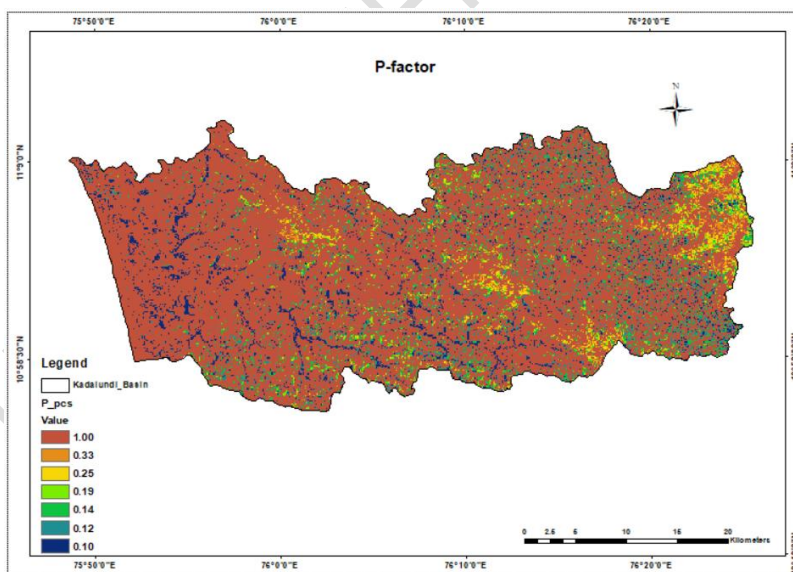 75°50'0"E 76°0'0"E 76°10'0"E 76°20'0"E
P-factor
N
11°5'0"N
10°58'30"N
Legend
Kadalundi_Basin
P_pcs
Value
1.00
0.33
0.25
0.19
0.14
0.12
0.10
0 2.5 5 10 15 20
Kilometers
75°50'0"E 76°0'0"E 76°10'0"E 76°20'0"E